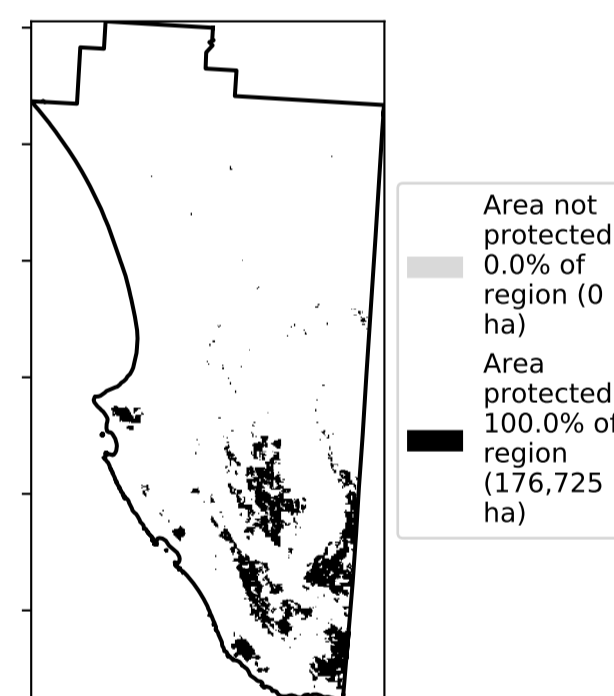 Area not
protected
0.0% of
region (0
ha)
Area
protected
100.0% of
region
(176,725
ha)